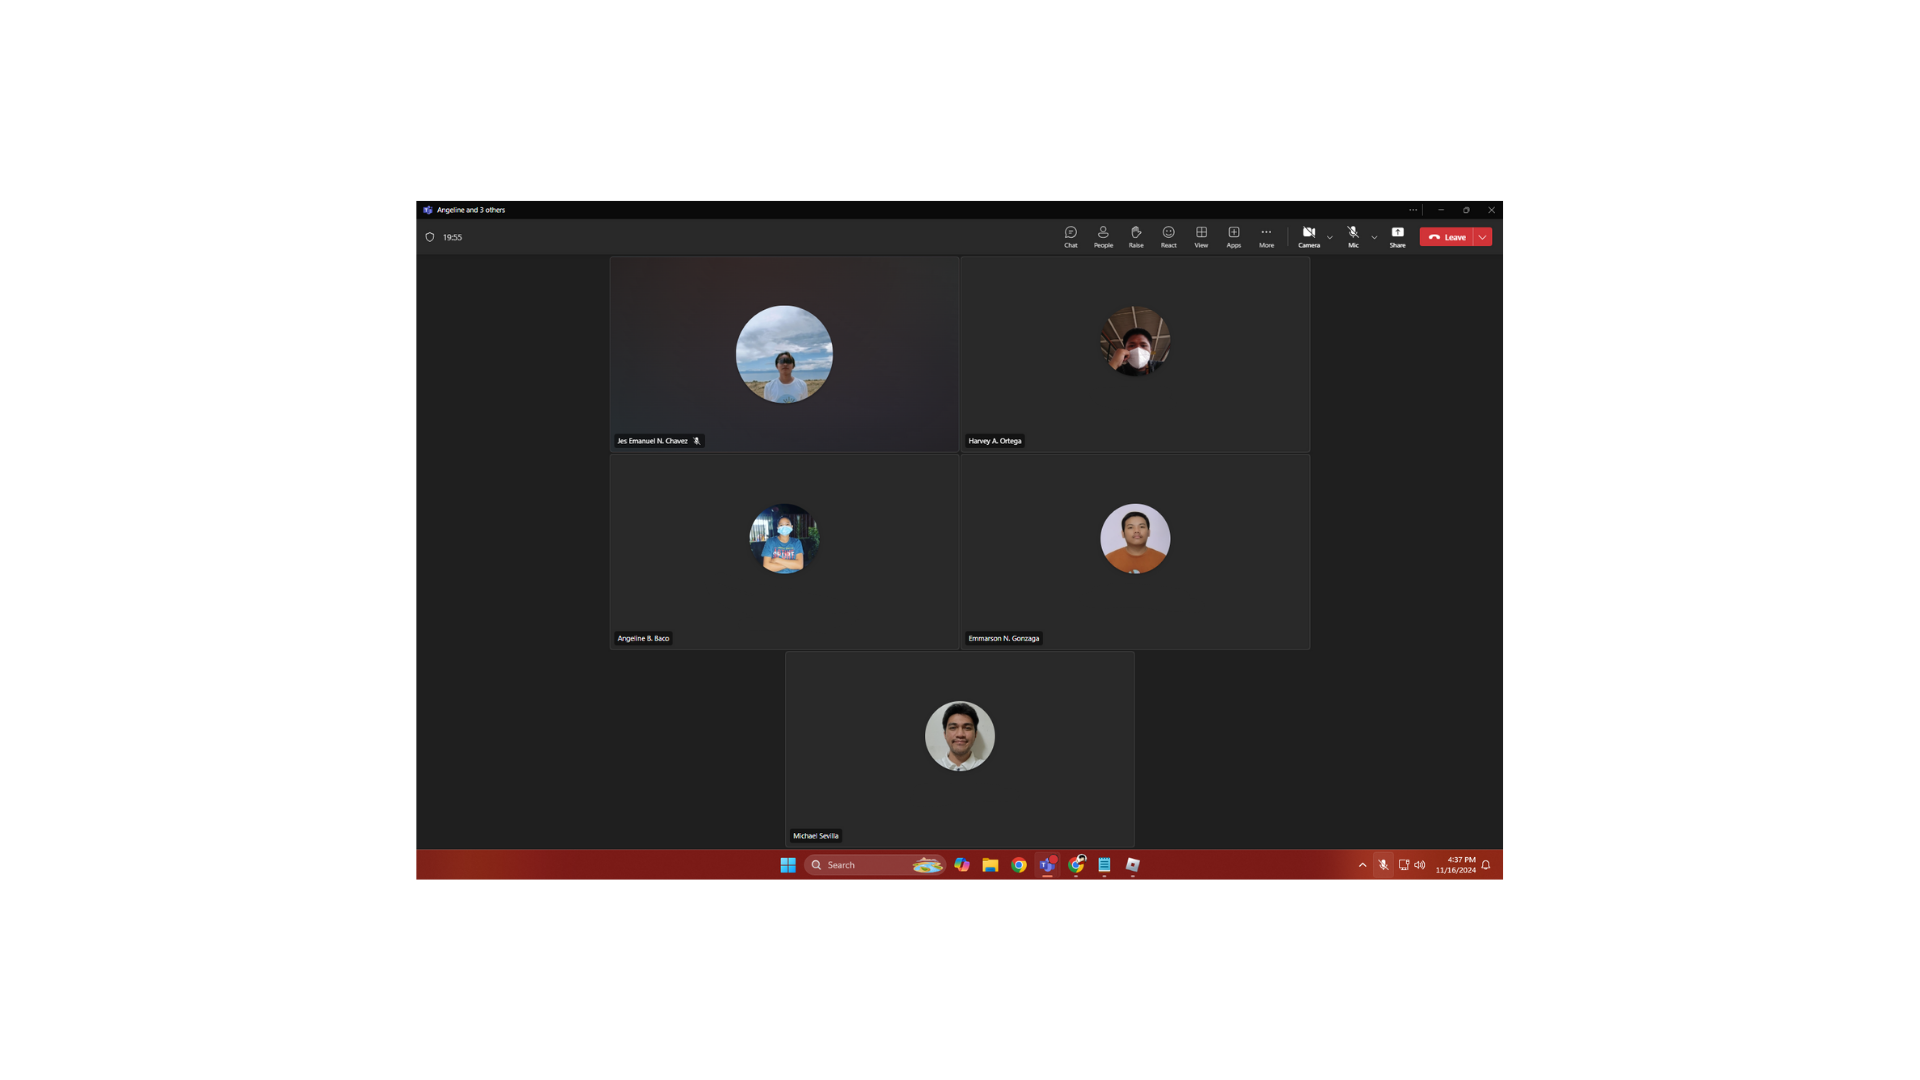 Angeline and 3 others
19:55
Chat
People
Raise
React
View
Apps
More
Camera
Mic
Share
Leave
Jes Emanuel N. Chavez
Harvey A. Ortega
Angeline B. Baco
Emmarson N. Gonzaga
Michael Sevilla
Search
4:37 PM
11/16/2024